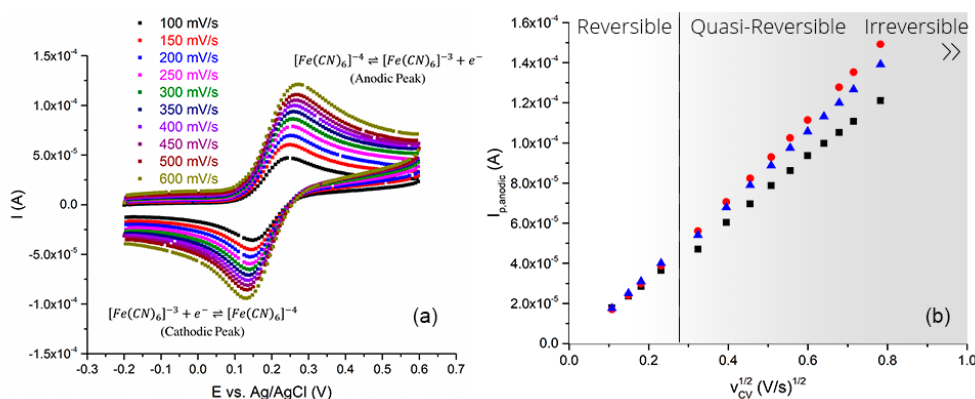 100 mV/s
150 mV/s
200 mV/s
250 mV/s
300 mV/s
350 mV/s
400 mV/s
450 mV/s
500 mV/s
600 mV/s
[Fe(CN)₆]⁻⁴ ⇌ [Fe(CN)₆]⁻³ + e⁻
(Anodic Peak)
[Fe(CN)₆]⁻³ + e⁻ ⇌ [Fe(CN)₆]⁻⁴
(Cathodic Peak)
(a)
1.5x10⁻⁴
1.0x10⁻⁴
5.0x10⁻⁵
0.0
-5.0x10⁻⁵
-1.0x10⁻⁴
-1.5x10⁻⁴
I (A)
-0.3 -0.2 -0.1 0.0 0.1 0.2 0.3 0.4 0.5 0.6 0.7
E vs. Ag/AgCl (V)
Reversible Quasi-Reversible Irreversible
1.6x10⁻⁴
1.4x10⁻⁴
1.2x10⁻⁴
1.0x10⁻⁴
8.0x10⁻⁵
6.0x10⁻⁵
4.0x10⁻⁵
2.0x10⁻⁵
0.0
I p,anodic (A)
(b)
0.0 0.2 0.4 0.6 0.8 1.0
v CV 1/2 (V/s)1/2